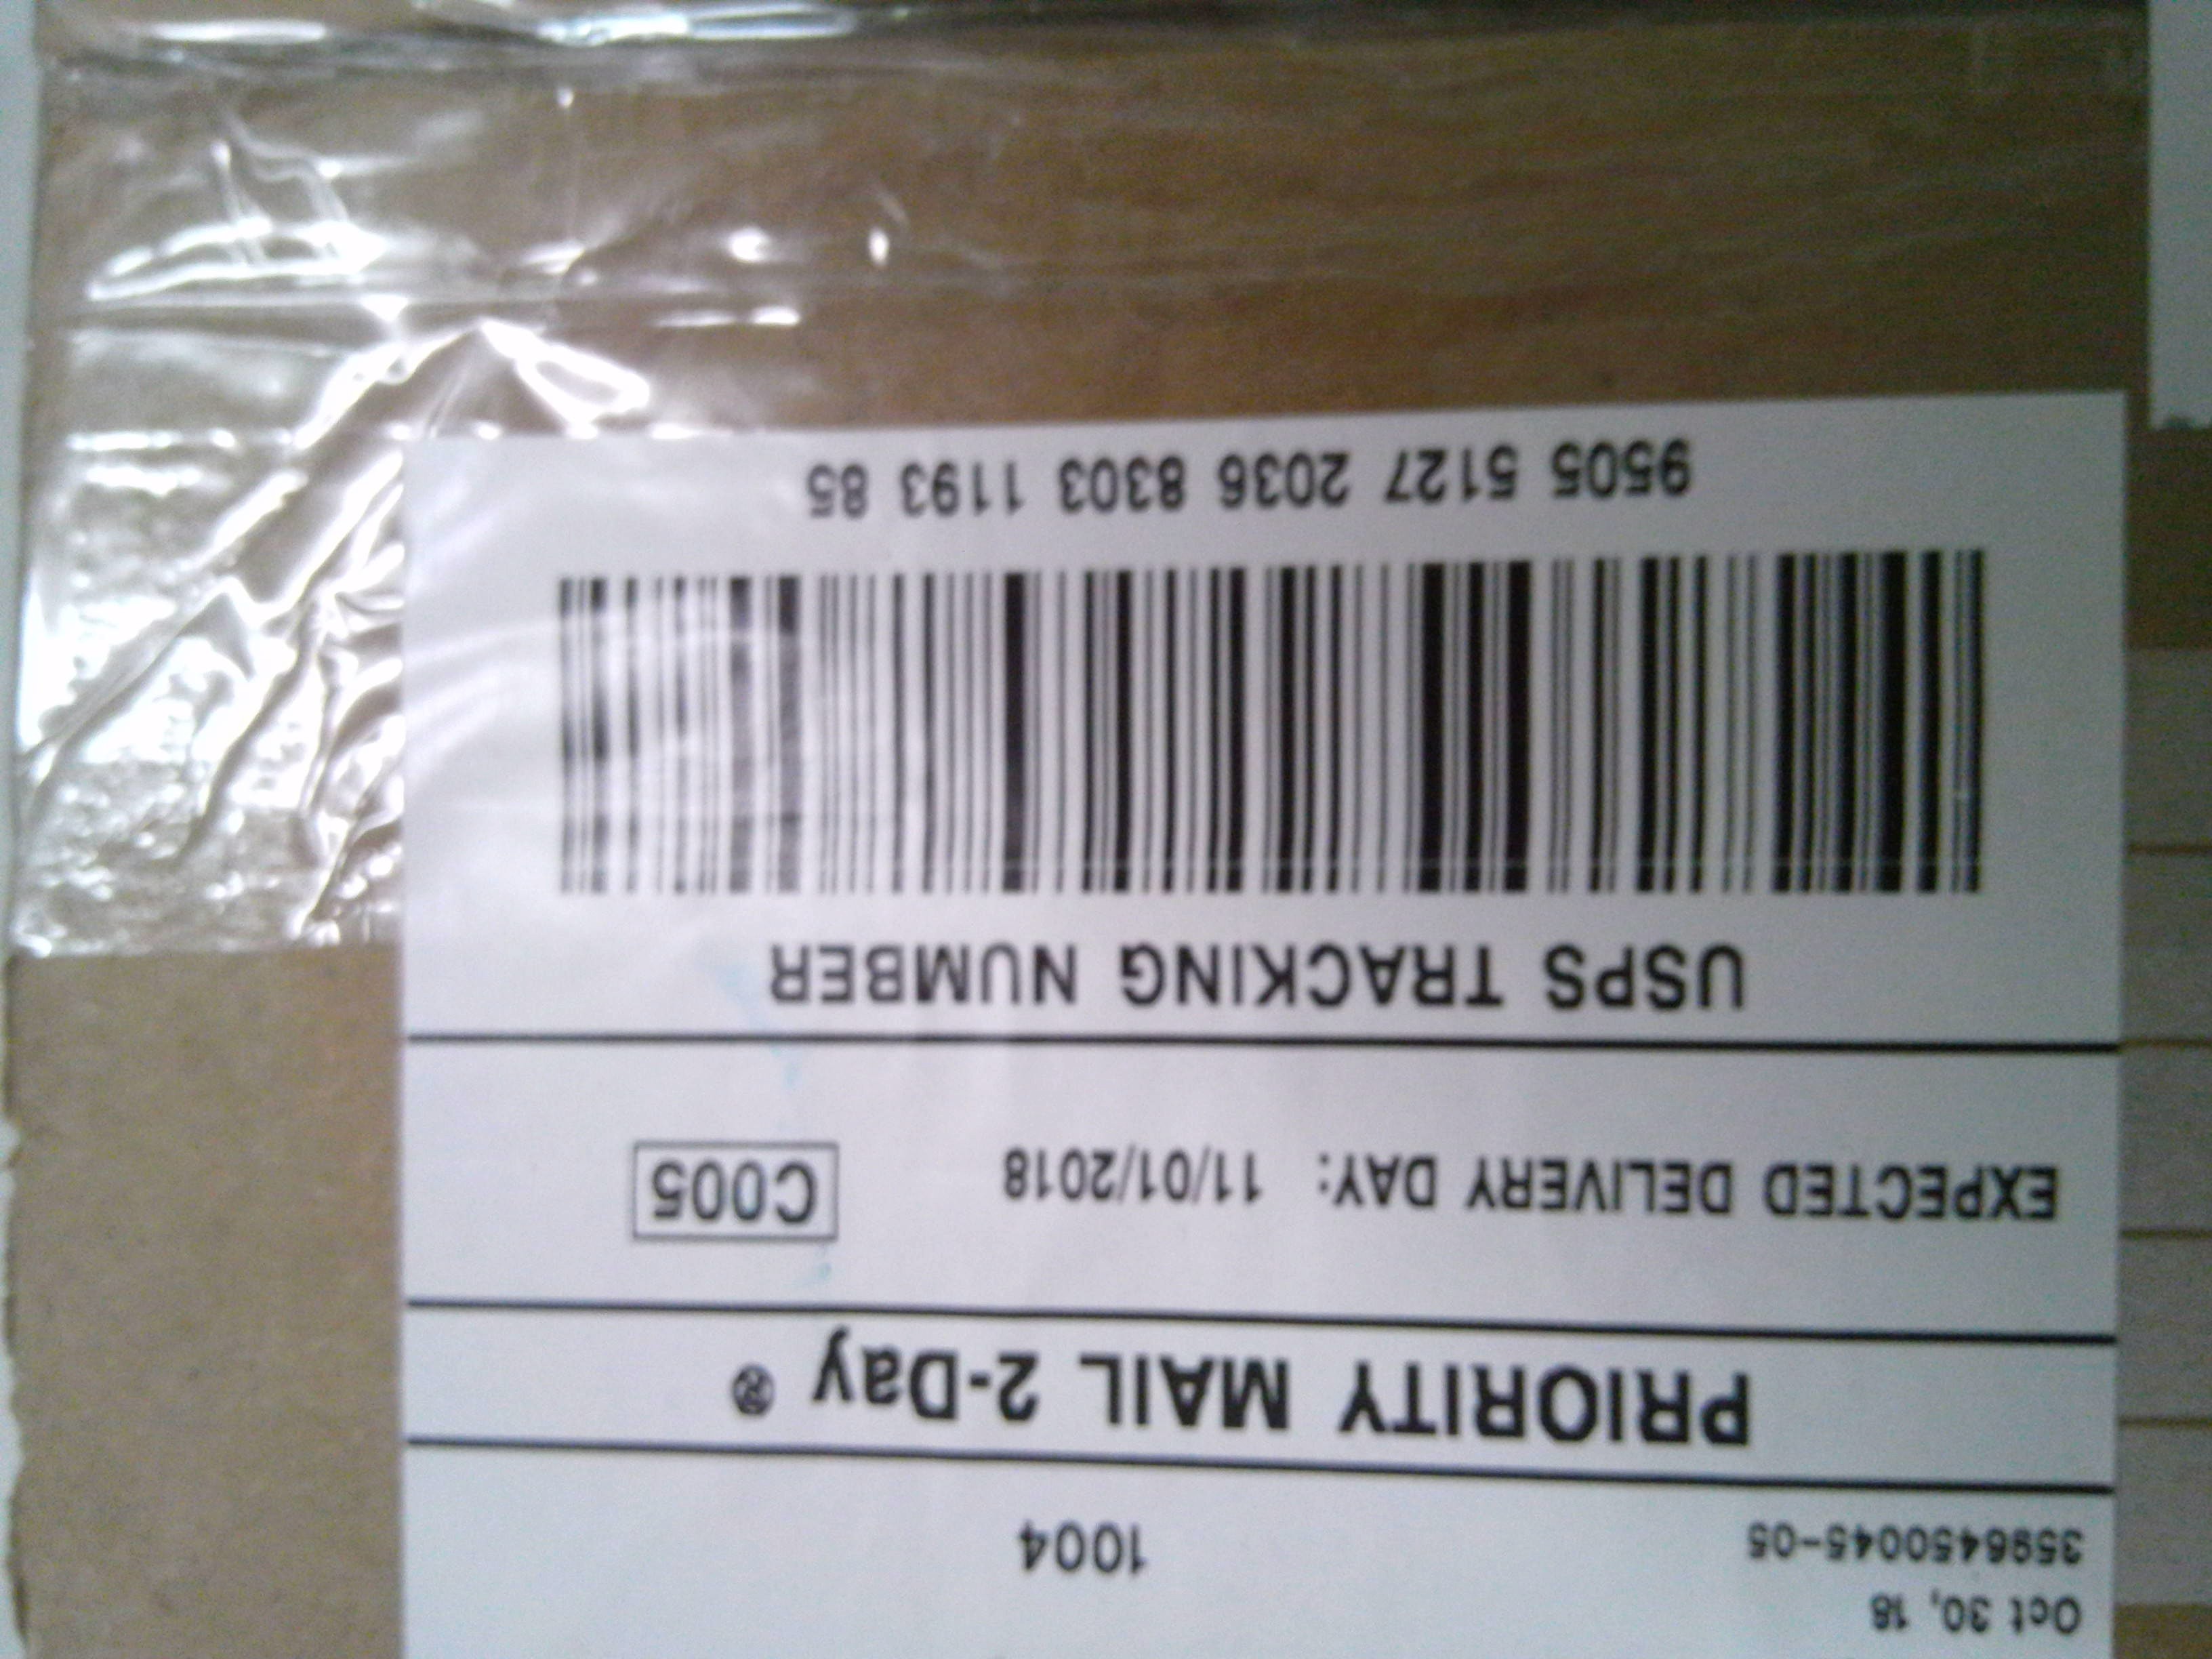 Oct 30, 18
3596450045-05
1004
PRIORITY MAIL 2-Day ®
EXPECTED DELIVERY DAY: 11/01/2018
C005
USPS TRACKING NUMBER
9505 5127 2036 8303 1193 85